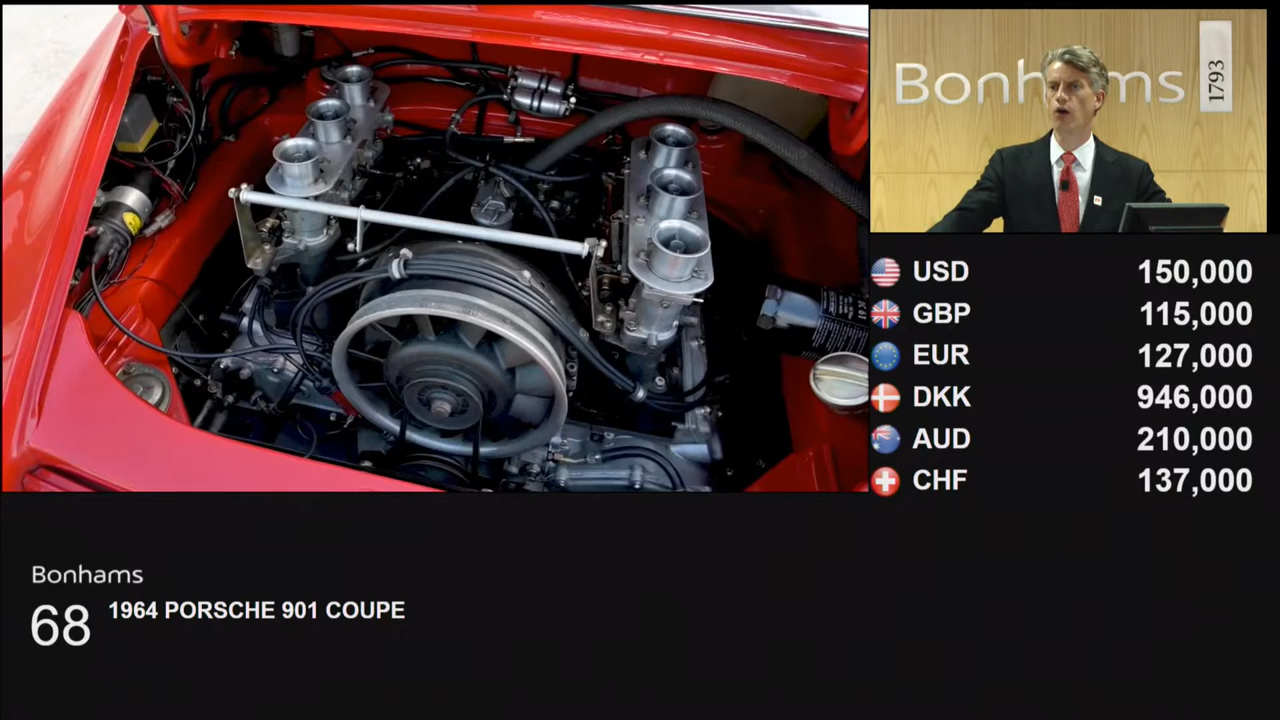 Bonhams
1793
USD 150,000
GBP 115,000
EUR 127,000
DKK 946,000
AUD 210,000
CHF 137,000
Bonhams
68 1964 PORSCHE 901 COUPE